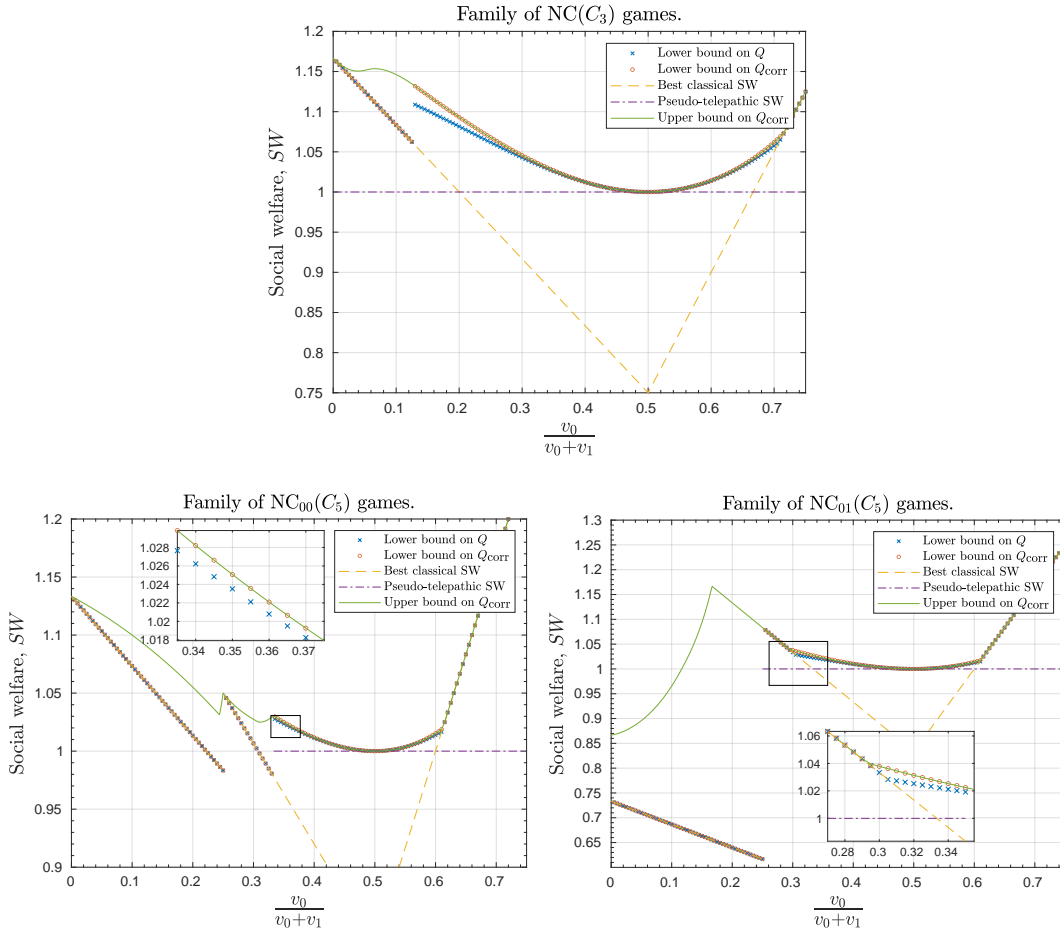 Family of NC(C₃) games.
1.2
1.15
1.1
1.05
1
0.95
0.9
0.85
0.8
0.75
Social welfare, SW
Lower bound on Q
Lower bound on Q_corr
Best classical SW
Pseudo-telepathic SW
Upper bound on Q_corr
0 0.1 0.2 0.3 0.4 0.5 0.6 0.7
v₀
v₀+v₁
Family of NC₀₀(C₅) games.
1.2
1.15
1.1
1.05
1
0.95
0.9
Social welfare, SW
1.028
1.026
1.024
1.022
1.020
1.018
0.34 0.35 0.36 0.37
Lower bound on Q
Lower bound on Q_corr
Best classical SW
Pseudo-telepathic SW
Upper bound on Q_corr
0 0.1 0.2 0.3 0.4 0.5 0.6 0.7
v₀
v₀+v₁
Family of NC₀₁(C₅) games.
1.3
1.25
1.2
1.15
1.1
1.05
1.0
0.95
0.9
0.85
0.8
0.75
0.7
0.65
Social welfare, SW
Lower bound on Q
Lower bound on Q_corr
Best classical SW
Pseudo-telepathic SW
Upper bound on Q_corr
1.06
1.04
1.02
1
0.28 0.3 0.32 0.34
0 0.1 0.2 0.3 0.4 0.5 0.6 0.7
v₀
v₀+v₁